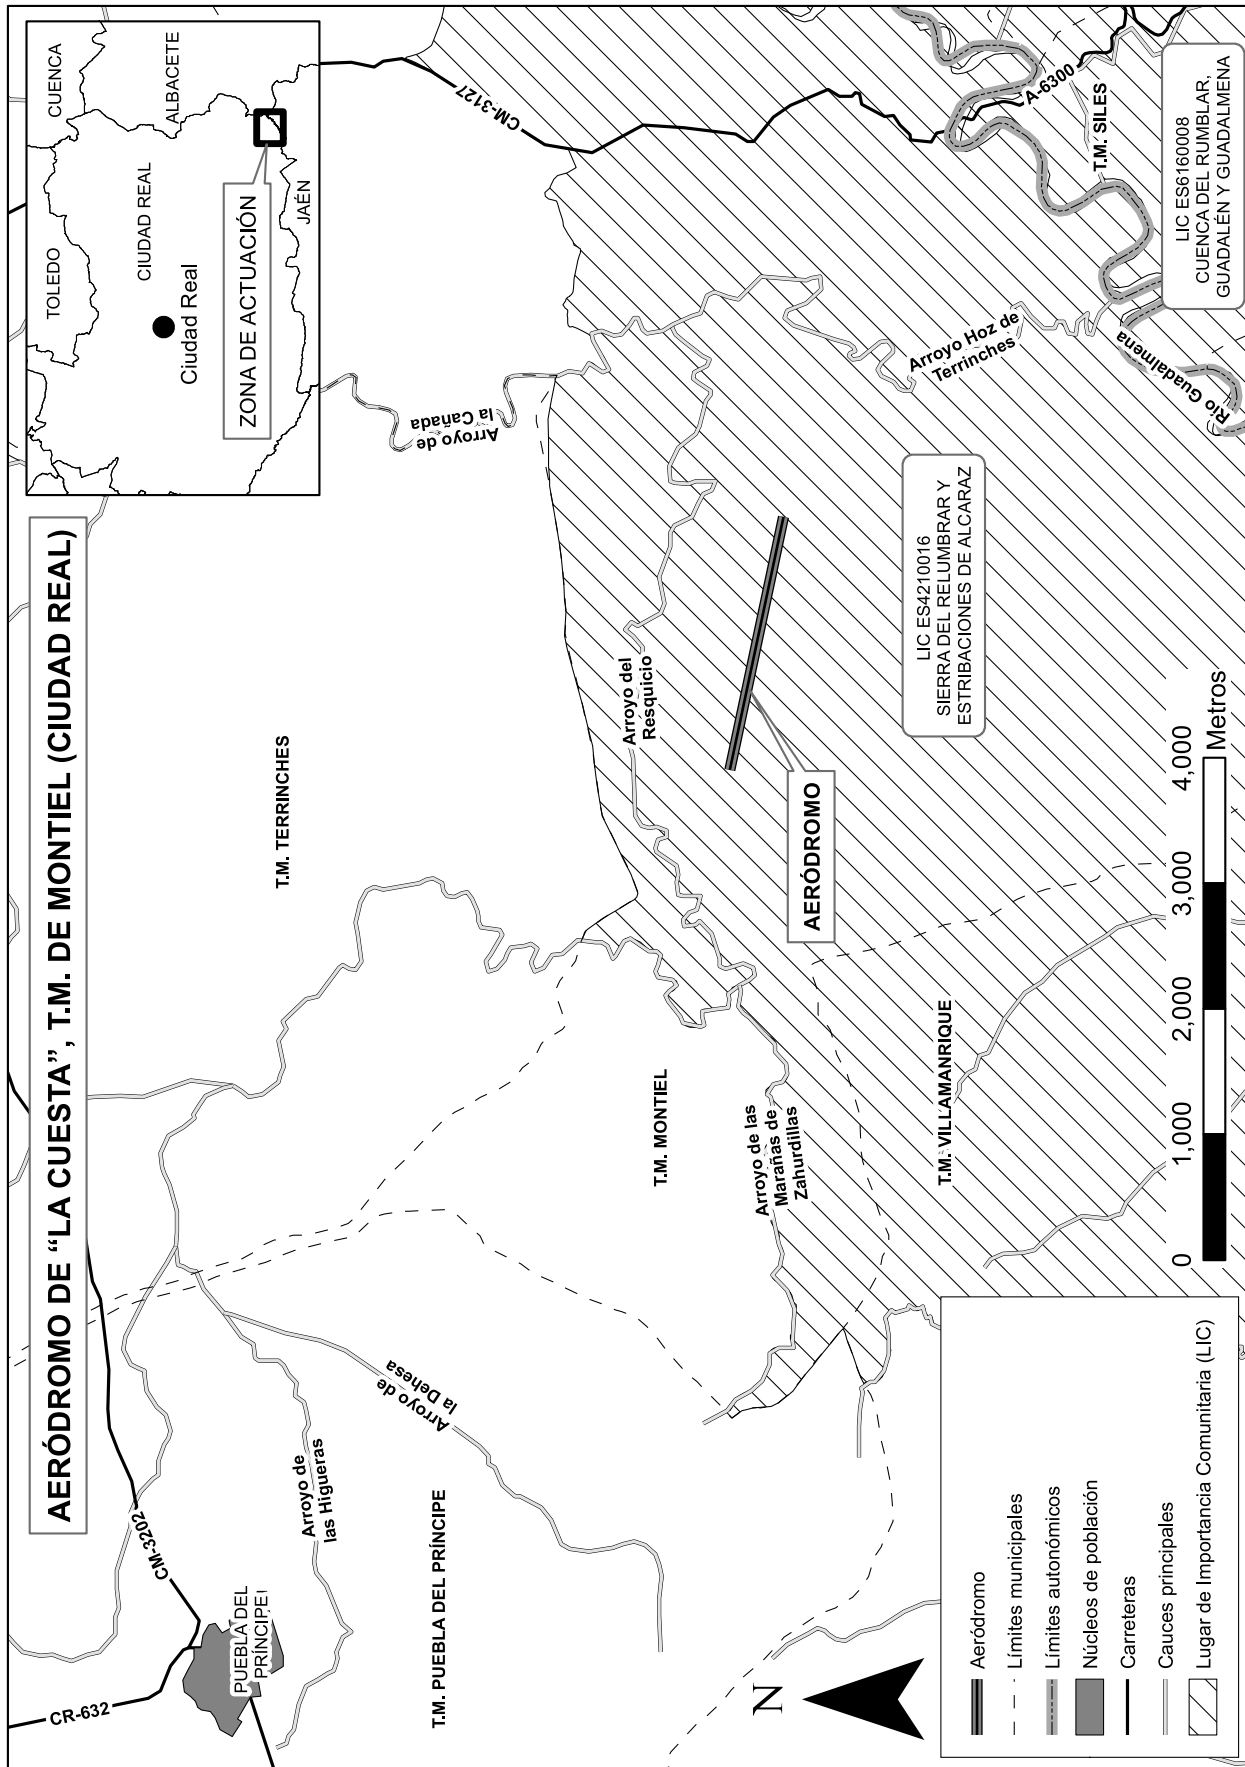 AERÓDROMO DE “LA CUESTA”, T.M. DE MONTIEL (CIUDAD REAL)
TOLEDO
CUENCA
CIUDAD REAL
ALBACETE
Ciudad Real
ZONA DE ACTUACIÓN
JAÉN
CR-632
CM-3202
PUEBLA DEL
PRÍNCIPE
Arroyo de
las Higueras
Arroyo de
la Dehesa
T.M. PUEBLA DEL PRÍNCIPE
T.M. TERRINCHES
Arroyo de
la Cañada
CM-3127
T.M. MONTIEL
Arroyo del
Resquicio
Arroyo de las
Marañas de
Zahurdillas
AERÓDROMO
T.M. VILLAMANRIQUE
LIC ES4210016
SIERRA DEL RELUMBRAR Y
ESTRIBACIONES DE ALCARAZ
Arroyo Hoz de
Terrinches
Río Guadalmena
A-6300
T.M. SILES
LIC ES6160008
CUENCA DEL RUMBLAR,
GUADALÉN Y GUADALMENA
N
Aeródromo
Límites municipales
Límites autonómicos
Núcleos de población
Carreteras
Cauces principales
Lugar de Importancia Comunitaria (LIC)
0 1,000 2,000 3,000 4,000
Metros